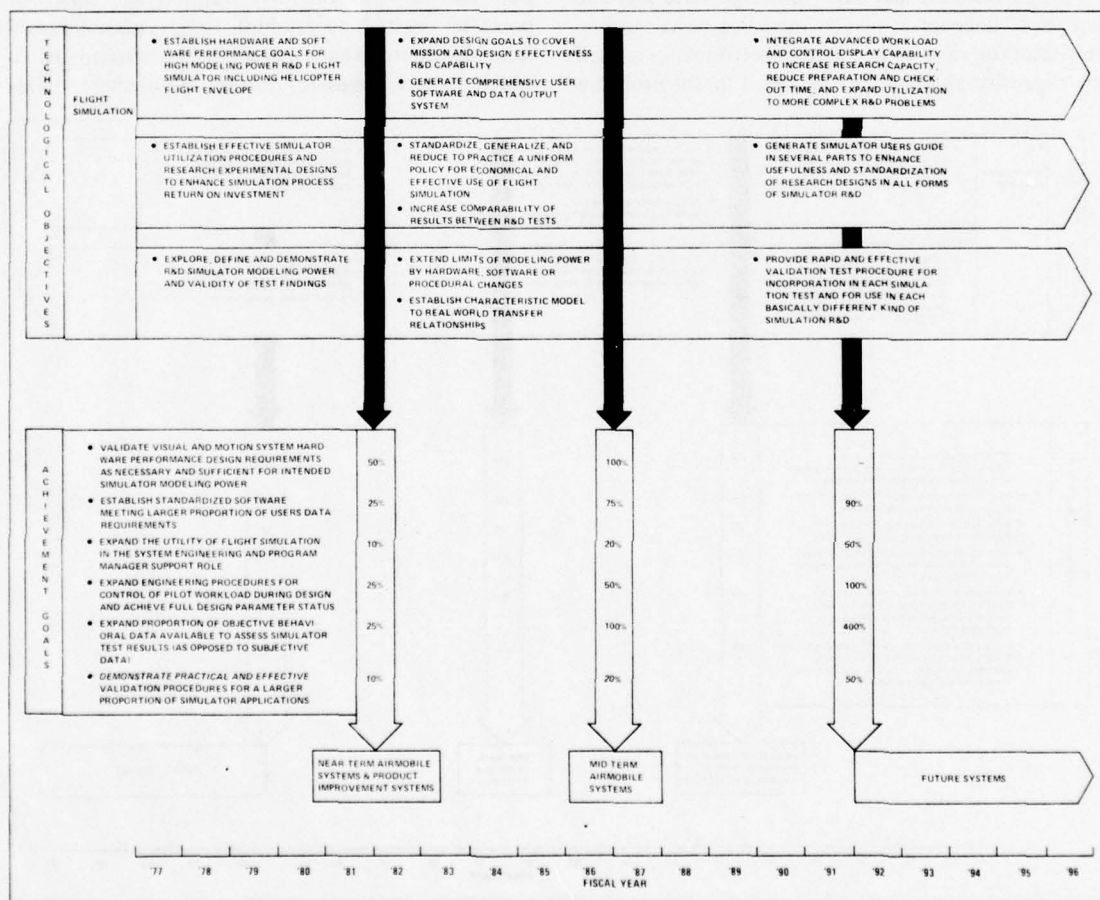 TECHNOLOGICAL OBJECTIVES
FLIGHT
SIMULATION
• ESTABLISH HARDWARE AND SOFT
WARE PERFORMANCE GOALS FOR
HIGH MODELING POWER R&D FLIGHT
SIMULATOR INCLUDING HELICOPTER
FLIGHT ENVELOPE
• EXPAND DESIGN GOALS TO COVER
MISSION AND DESIGN EFFECTIVENESS
R&D CAPABILITY
• GENERATE COMPREHENSIVE USER
SOFTWARE AND DATA OUTPUT
SYSTEM
• INTEGRATE ADVANCED WORKLOAD
AND CONTROL DISPLAY CAPABILITY
TO INCREASE RESEARCH CAPACITY,
REDUCE PREPARATION AND CHECK
OUT TIME, AND EXPAND UTILIZATION
TO MORE COMPLEX R&D PROBLEMS
• ESTABLISH EFFECTIVE SIMULATOR
UTILIZATION PROCEDURES AND
RESEARCH EXPERIMENTAL DESIGNS
TO ENHANCE SIMULATION PROCESS
RETURN ON INVESTMENT
• STANDARDIZE, GENERALIZE, AND
REDUCE TO PRACTICE A UNIFORM
POLICY FOR ECONOMICAL AND
EFFECTIVE USE OF FLIGHT
SIMULATION
• INCREASE COMPARABILITY OF
RESULTS BETWEEN R&D TESTS
• GENERATE SIMULATOR USERS GUIDE
IN SEVERAL PARTS TO ENHANCE
USEFULNESS AND STANDARDIZATION
OF RESEARCH DESIGNS IN ALL FORMS
OF SIMULATOR R&D
• EXPLORE, DEFINE AND DEMONSTRATE
R&D SIMULATOR MODELING POWER
AND VALIDITY OF TEST FINDINGS
• EXTEND LIMITS OF MODELING POWER
BY HARDWARE, SOFTWARE OR
PROCEDURAL CHANGES
• ESTABLISH CHARACTERISTIC MODEL
TO REAL WORLD TRANSFER
RELATIONSHIPS
• PROVIDE RAPID AND EFFECTIVE
VALIDATION TEST PROCEDURE FOR
INCORPORATION IN EACH SIMULA
TION TEST AND FOR USE IN EACH
BASICALLY DIFFERENT KIND OF
SIMULATION R&D
ACHIEVEMENT GOALS
• VALIDATE VISUAL AND MOTION SYSTEM HARD
WARE PERFORMANCE DESIGN REQUIREMENTS
AS NECESSARY AND SUFFICIENT FOR INTENDED
SIMULATOR MODELING POWER
50% 100% -
• ESTABLISH STANDARDIZED SOFTWARE
MEETING LARGER PROPORTION OF USERS DATA
REQUIREMENTS
25% 75% 90%
• EXPAND THE UTILITY OF FLIGHT SIMULATION
IN THE SYSTEM ENGINEERING AND PROGRAM
MANAGER SUPPORT ROLE
10% 20% 50%
• EXPAND ENGINEERING PROCEDURES FOR
CONTROL OF PILOT WORKLOAD DURING DESIGN
AND ACHIEVE FULL DESIGN PARAMETER STATUS
25% 50% 100%
• EXPAND PROPORTION OF OBJECTIVE BEHAVI
ORAL DATA AVAILABLE TO ASSESS SIMULATOR
TEST RESULTS (AS OPPOSED TO SUBJECTIVE
DATA)
25% 100% 400%
• DEMONSTRATE PRACTICAL AND EFFECTIVE
VALIDATION PROCEDURES FOR A LARGER
PROPORTION OF SIMULATOR APPLICATIONS
10% 20% 50%
NEAR TERM AIRMOBILE
SYSTEMS & PRODUCT
IMPROVEMENT SYSTEMS
MID TERM
AIRMOBILE
SYSTEMS
FUTURE SYSTEMS
'77 '78 '79 '80 '81 '82 '83 '84 '85 '86 '87 '88 '89 '90 '91 '92 '93 '94 '95 '96
FISCAL YEAR